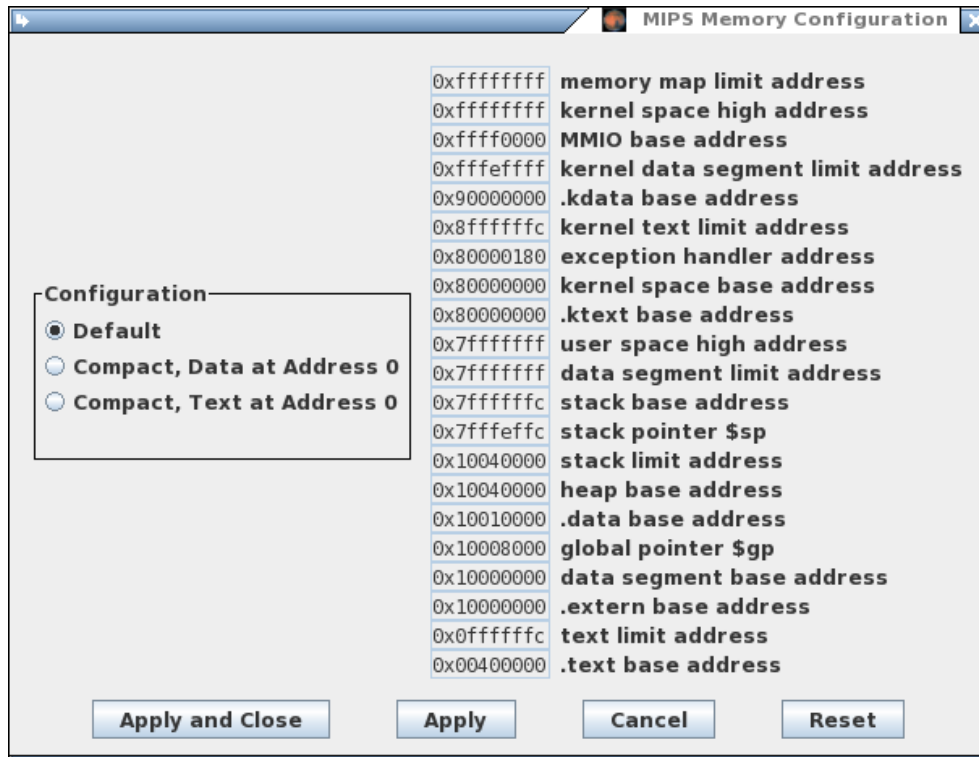 MIPS Memory Configuration
0xffffffff memory map limit address
0xffffffff kernel space high address
0xffff0000 MMIO base address
0xfffeffff kernel data segment limit address
0x90000000 .kdata base address
0x8ffffffc kernel text limit address
0x80000180 exception handler address
0x80000000 kernel space base address
0x80000000 .ktext base address
0x7fffffff user space high address
0x7fffffff data segment limit address
0x7ffffffc stack base address
0x7fffeffc stack pointer $sp
0x10040000 stack limit address
0x10040000 heap base address
0x10010000 .data base address
0x10008000 global pointer $gp
0x10000000 data segment base address
0x10000000 .extern base address
0x0ffffffc text limit address
0x00400000 .text base address
Configuration
Default
Compact, Data at Address 0
Compact, Text at Address 0
Apply and Close Apply Cancel Reset